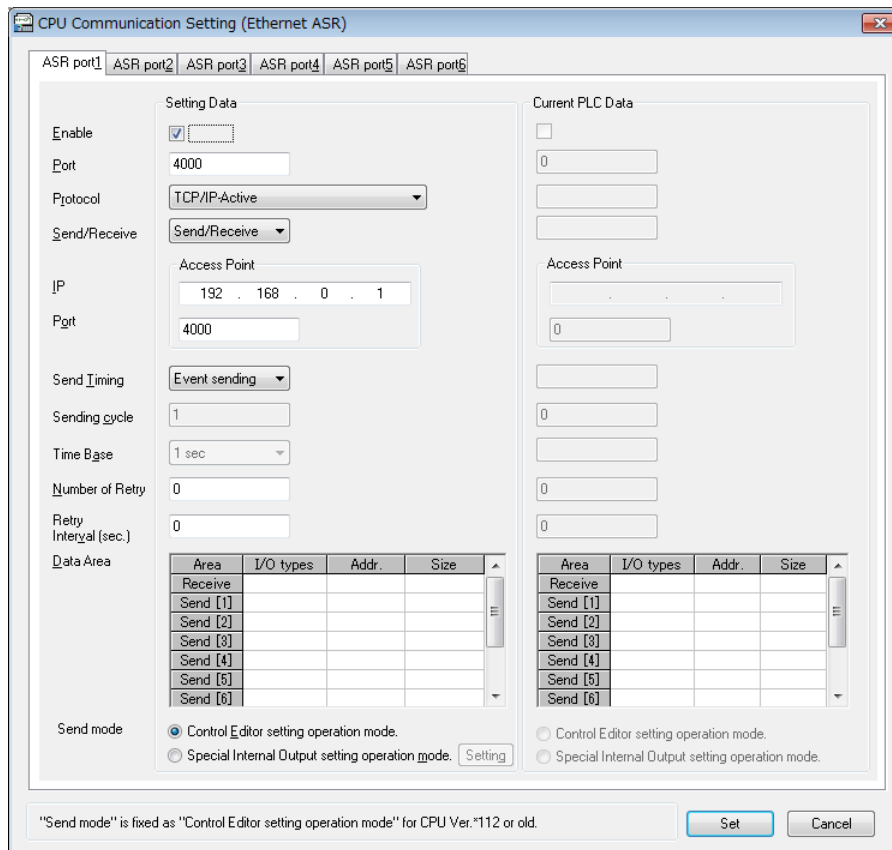 CPU Communication Setting (Ethernet ASR)
ASR port1 ASR port2 ASR port3 ASR port4 ASR port5 ASR port6
Setting Data Current PLC Data
Enable
Port 4000 0
Protocol TCP/IP-Active
Send/Receive Send/Receive
Access Point Access Point
IP 192 . 168 . 0 . 1 . . .
Port 4000 0
Send Timing Event sending
Sending cycle 1 0
Time Base 1 sec
Number of Retry 0 0
Retry
Interval (sec.) 0 0
Data Area
Area I/O types Addr. Size Area I/O types Addr. Size
Receive Receive
Send [1] Send [1]
Send [2] Send [2]
Send [3] Send [3]
Send [4] Send [4]
Send [5] Send [5]
Send [6] Send [6]
Send mode Control Editor setting operation mode. Control Editor setting operation mode.
Special Internal Output setting operation mode. Setting Special Internal Output setting operation mode.
"Send mode" is fixed as "Control Editor setting operation mode" for CPU Ver.*112 or old. Set Cancel